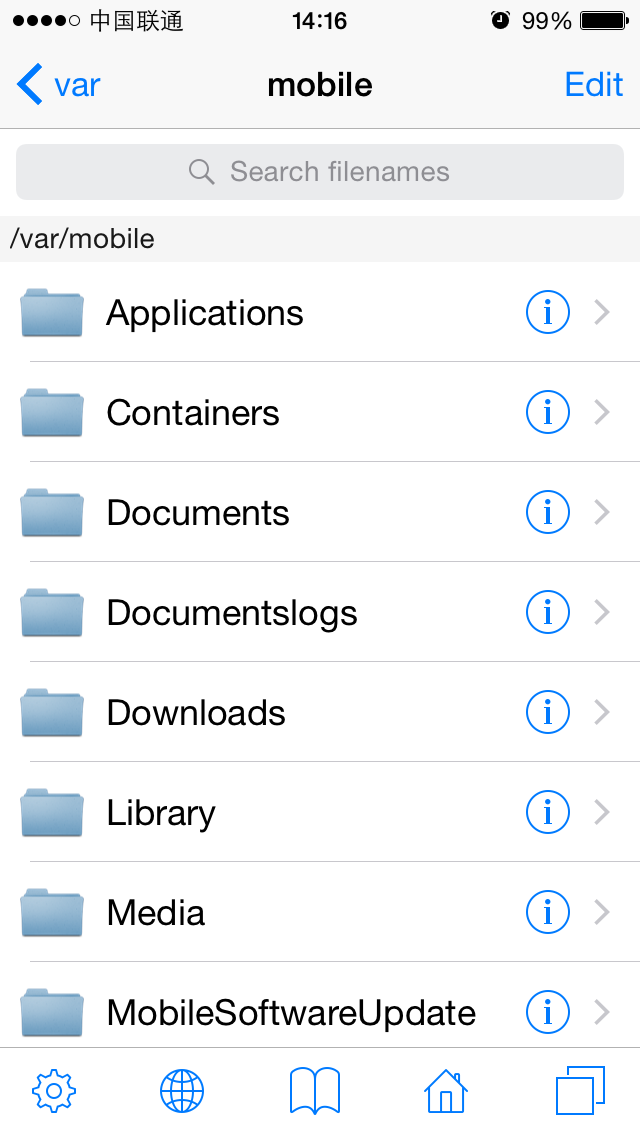 中国联通 14:16 99%
var mobile Edit
Search filenames
/var/mobile
Applications
Containers
Documents
Documentslogs
Downloads
Library
Media
MobileSoftwareUpdate